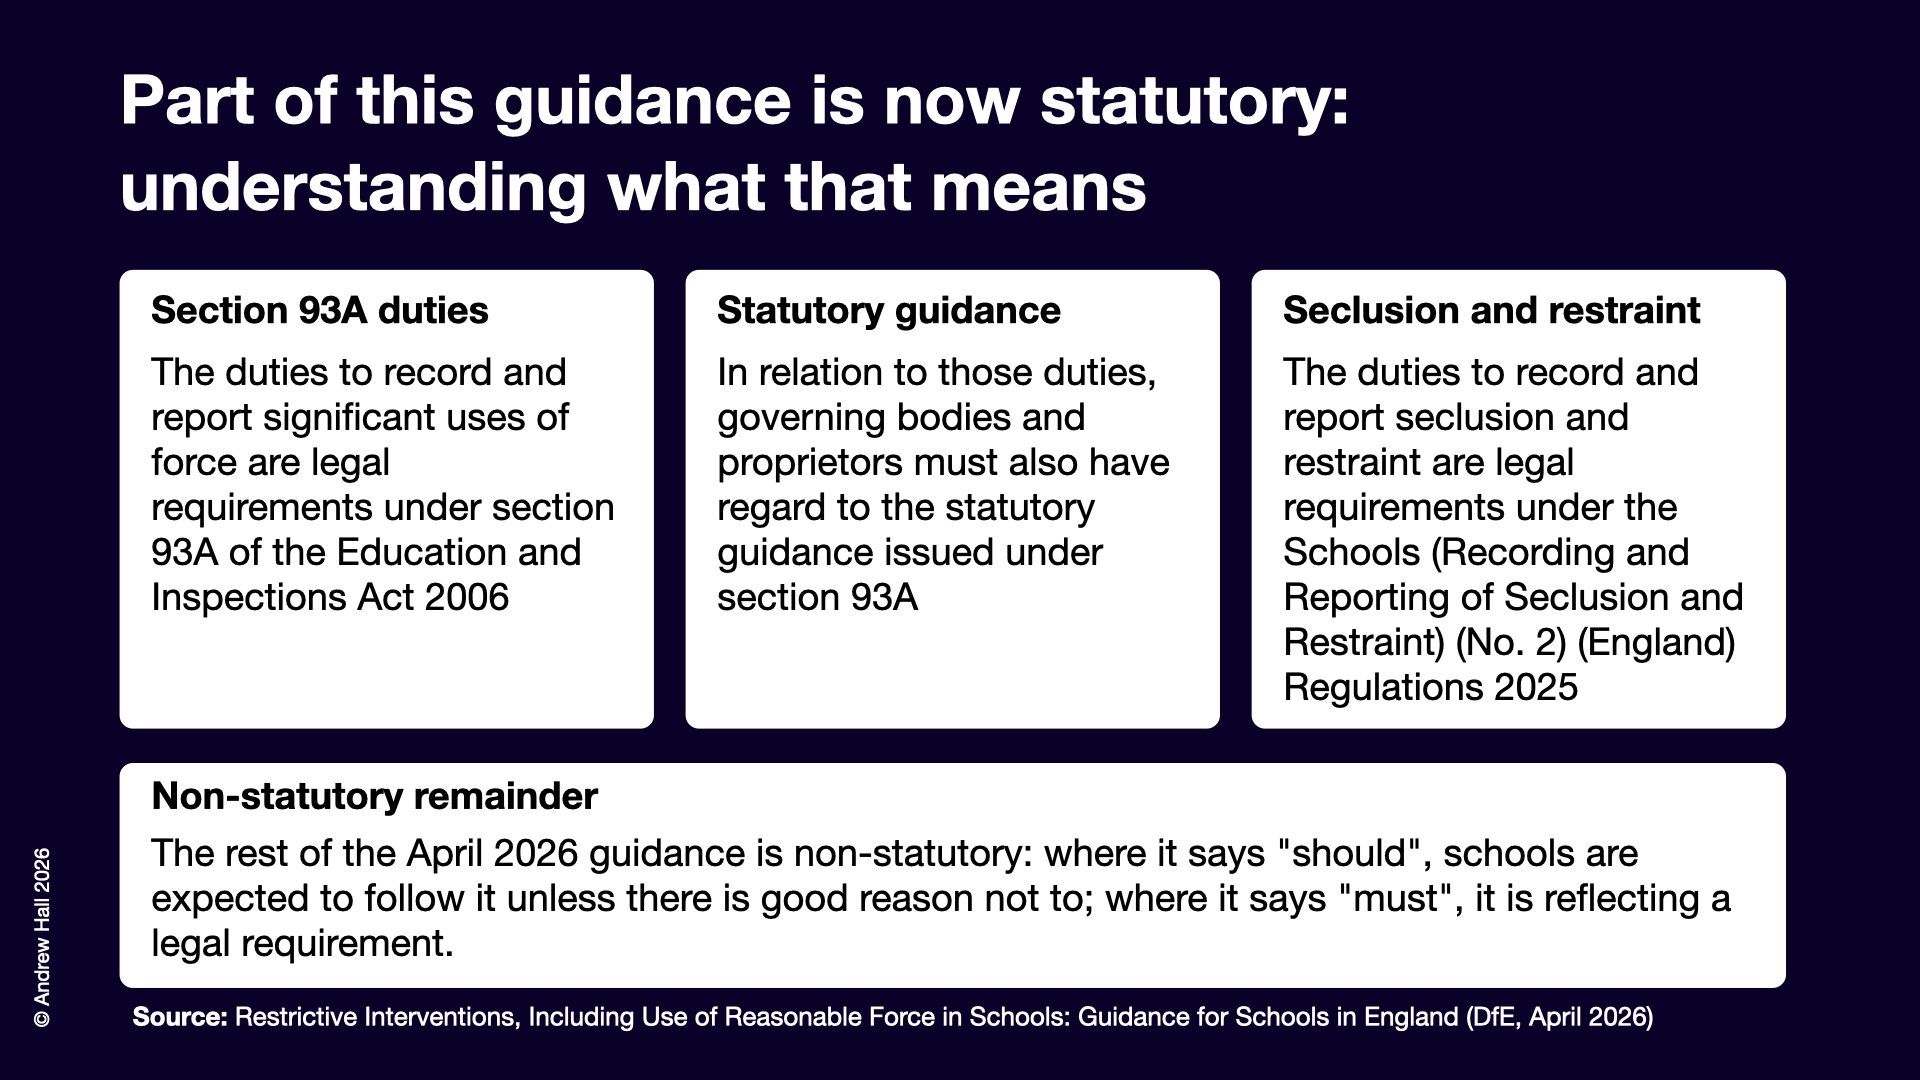 Part of this guidance is now statutory:
understanding what that means
Section 93A duties
The duties to record and
report significant uses of
force are legal
requirements under section
93A of the Education and
Inspections Act 2006
Statutory guidance
In relation to those duties,
governing bodies and
proprietors must also have
regard to the statutory
guidance issued under
section 93A
Seclusion and restraint
The duties to record and
report seclusion and
restraint are legal
requirements under the
Schools (Recording and
Reporting of Seclusion and
Restraint) (No. 2) (England)
Regulations 2025
Non-statutory remainder
The rest of the April 2026 guidance is non-statutory: where it says "should", schools are
expected to follow it unless there is good reason not to; where it says "must", it is reflecting a
legal requirement.
Source: Restrictive Interventions, Including Use of Reasonable Force in Schools: Guidance for Schools in England (DfE, April 2026)
© Andrew Hall 2026